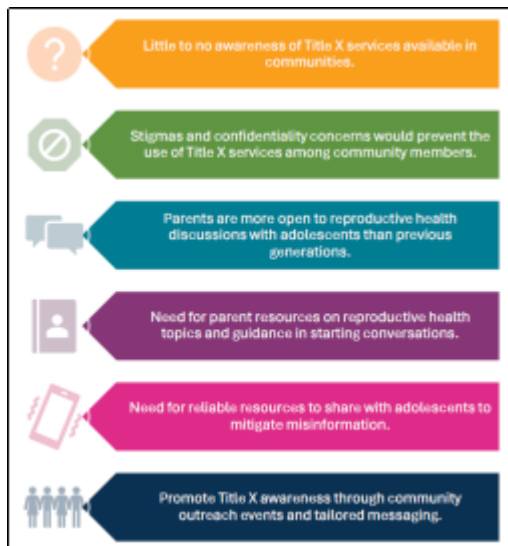 Little to no awareness of Title X services available in
communities.
Stigmas and confidentiality concerns would prevent the
use of Title X services among community members.
Parents are more open to reproductive health
discussions with adolescents than previous
generations.
Need for parent resources on reproductive health
topics and guidance in starting conversations.
Need for reliable resources to share with adolescents to
mitigate misinformation.
Promote Title X awareness through community
outreach events and tailored messaging.